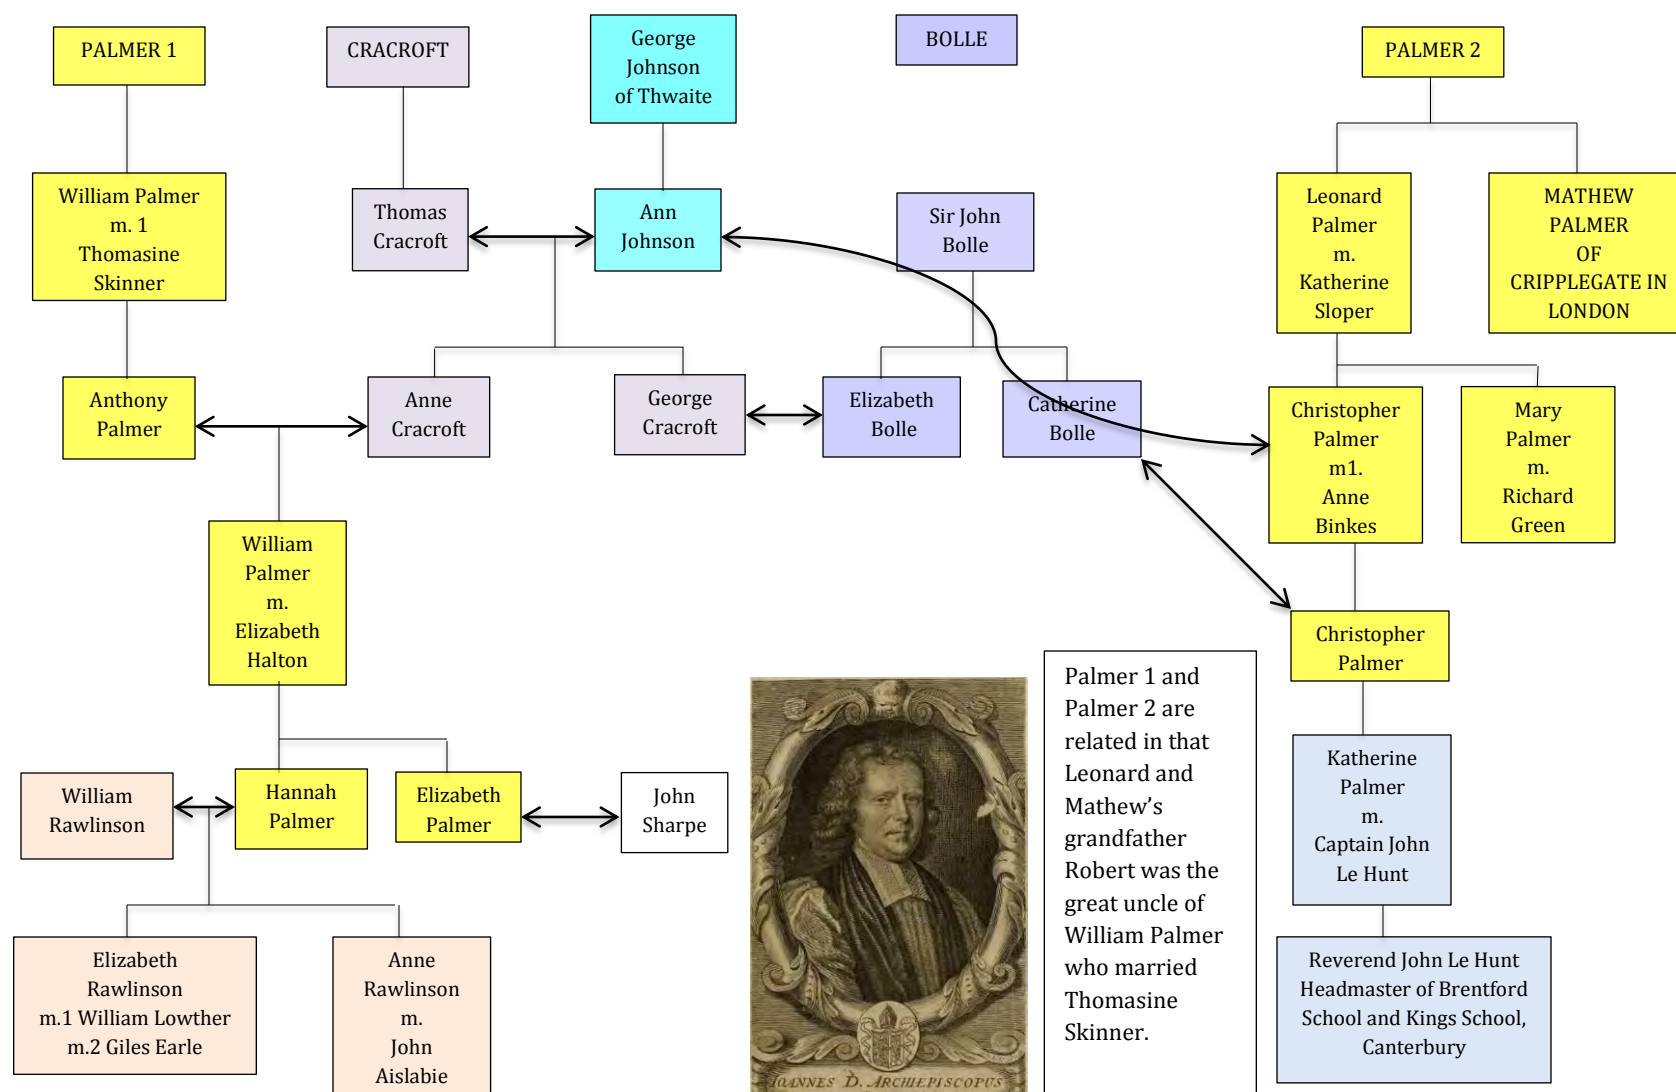 PALMER 1
CRACROFT
George
Johnson
of Thwaite
BOLLE
PALMER 2
William Palmer
m. 1
Thomasine
Skinner
Thomas
Cracroft
Ann
Johnson
Sir John
Bolle
Leonard
Palmer
m.
Katherine
Sloper
MATHEW
PALMER
OF
CRIPPLEGATE IN
LONDON
Anthony
Palmer
Anne
Cracroft
George
Cracroft
Elizabeth
Bolle
Catherine
Bolle
Christopher
Palmer
m1.
Anne
Binkes
Mary
Palmer
m.
Richard
Green
William
Palmer
m.
Elizabeth
Halton
Christopher
Palmer
William
Rawlinson
Hannah
Palmer
Elizabeth
Palmer
John
Sharpe
Palmer 1 and
Palmer 2 are
related in that
Leonard and
Mathew's
grandfather
Robert was the
great uncle of
William Palmer
who married
Thomasine
Skinner.
Katherine
Palmer
m.
Captain John
Le Hunt
Elizabeth
Rawlinson
m.1 William Lowther
m.2 Giles Earle
Anne
Rawlinson
m.
John
Aislabie
IOANNES D. ARCHIEPISCOPUS
Reverend John Le Hunt
Headmaster of Brentford
School and Kings School,
Canterbury